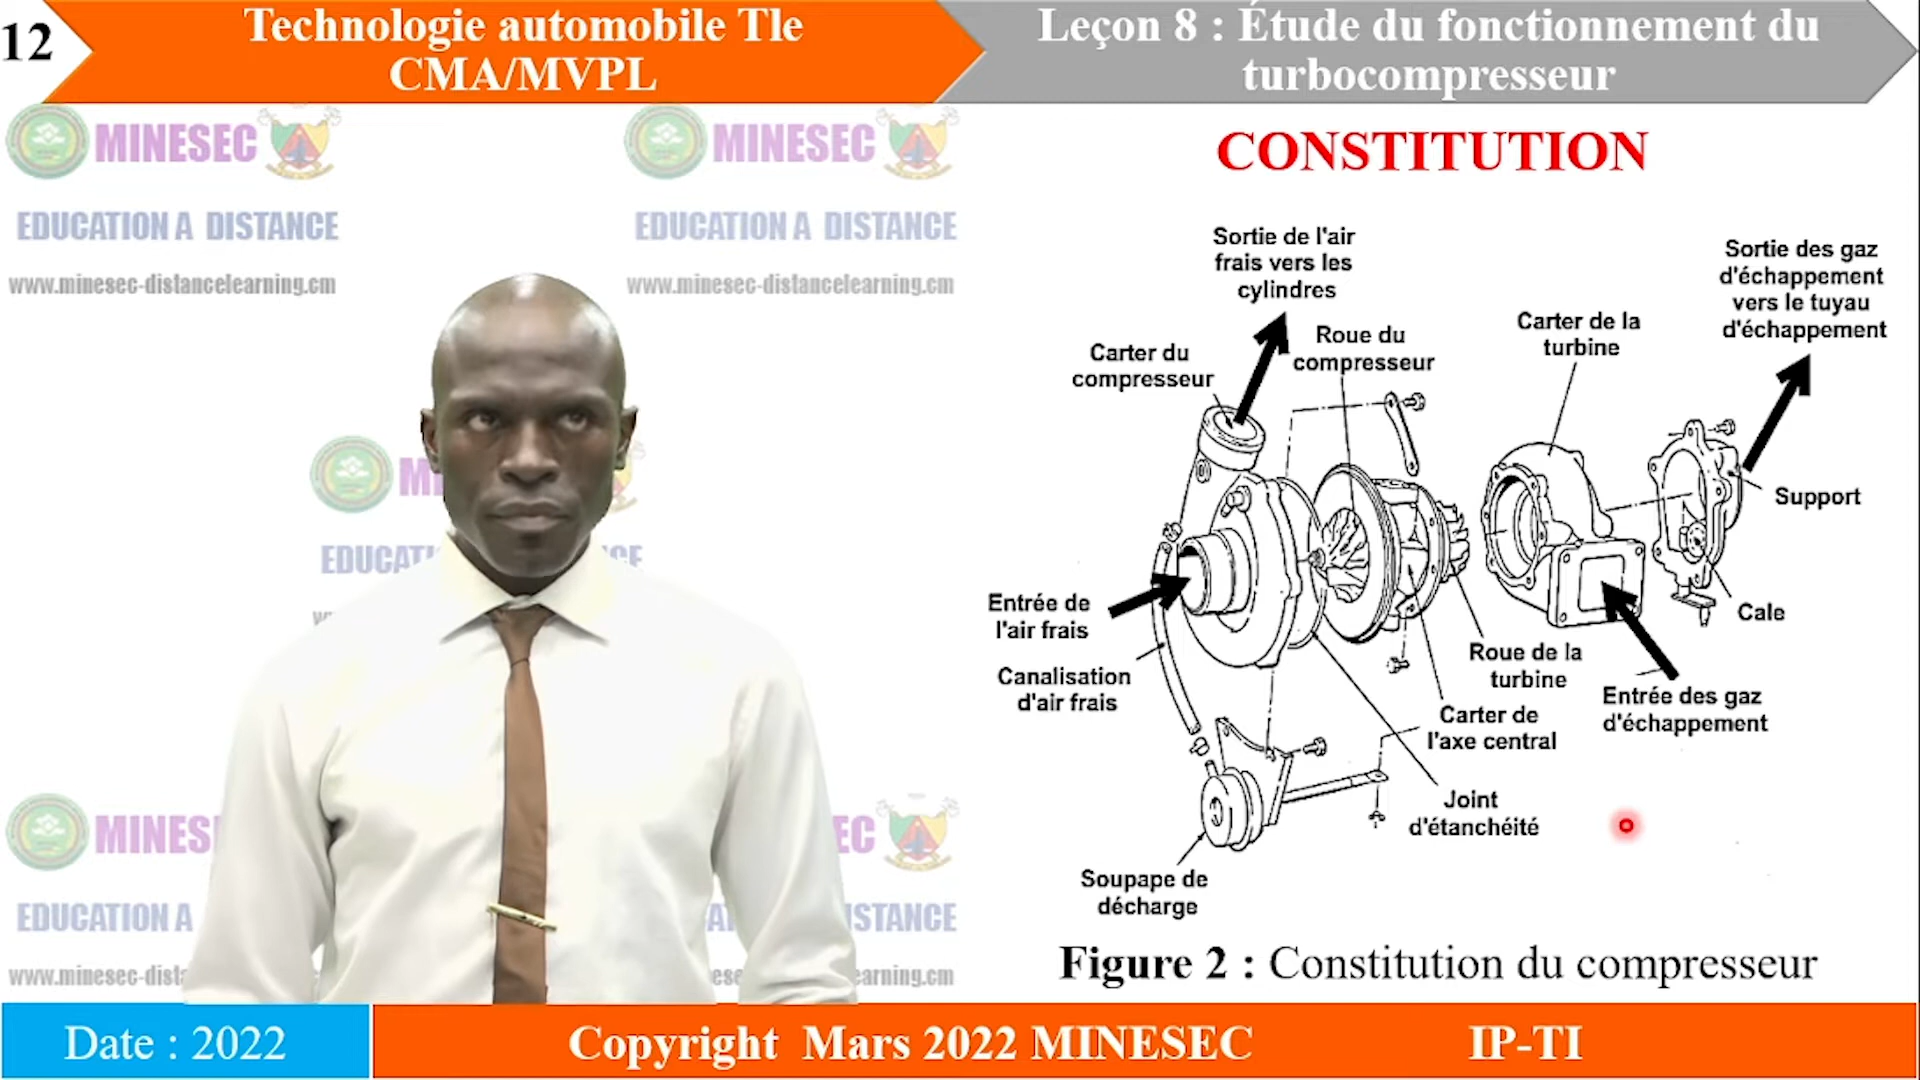 12
Technologie automobile Tle
CMA/MVPL
Leçon 8 : Étude du fonctionnement du
turbocompresseur
MINESEC
EDUCATION A DISTANCE
www.minesec-distancelearning.cm
MINESEC
EDUCATION A DISTANCE
www.minesec-distancelearning.cm
CONSTITUTION
Sortie de l'air
frais vers les
cylindres
Sortie des gaz
d'échappement
vers le tuyau
d'échappement
Carter du
compresseur
Roue du
compresseur
Carter de la
turbine
Support
Cale
Entrée de
l'air frais
Canalisation
d'air frais
Roue de la
turbine
Entrée des gaz
d'échappement
Carter de
l'axe central
Joint
d'étanchéité
Soupape de
décharge
Figure 2 : Constitution du compresseur
Date : 2022
Copyright Mars 2022 MINESEC
IP-TI